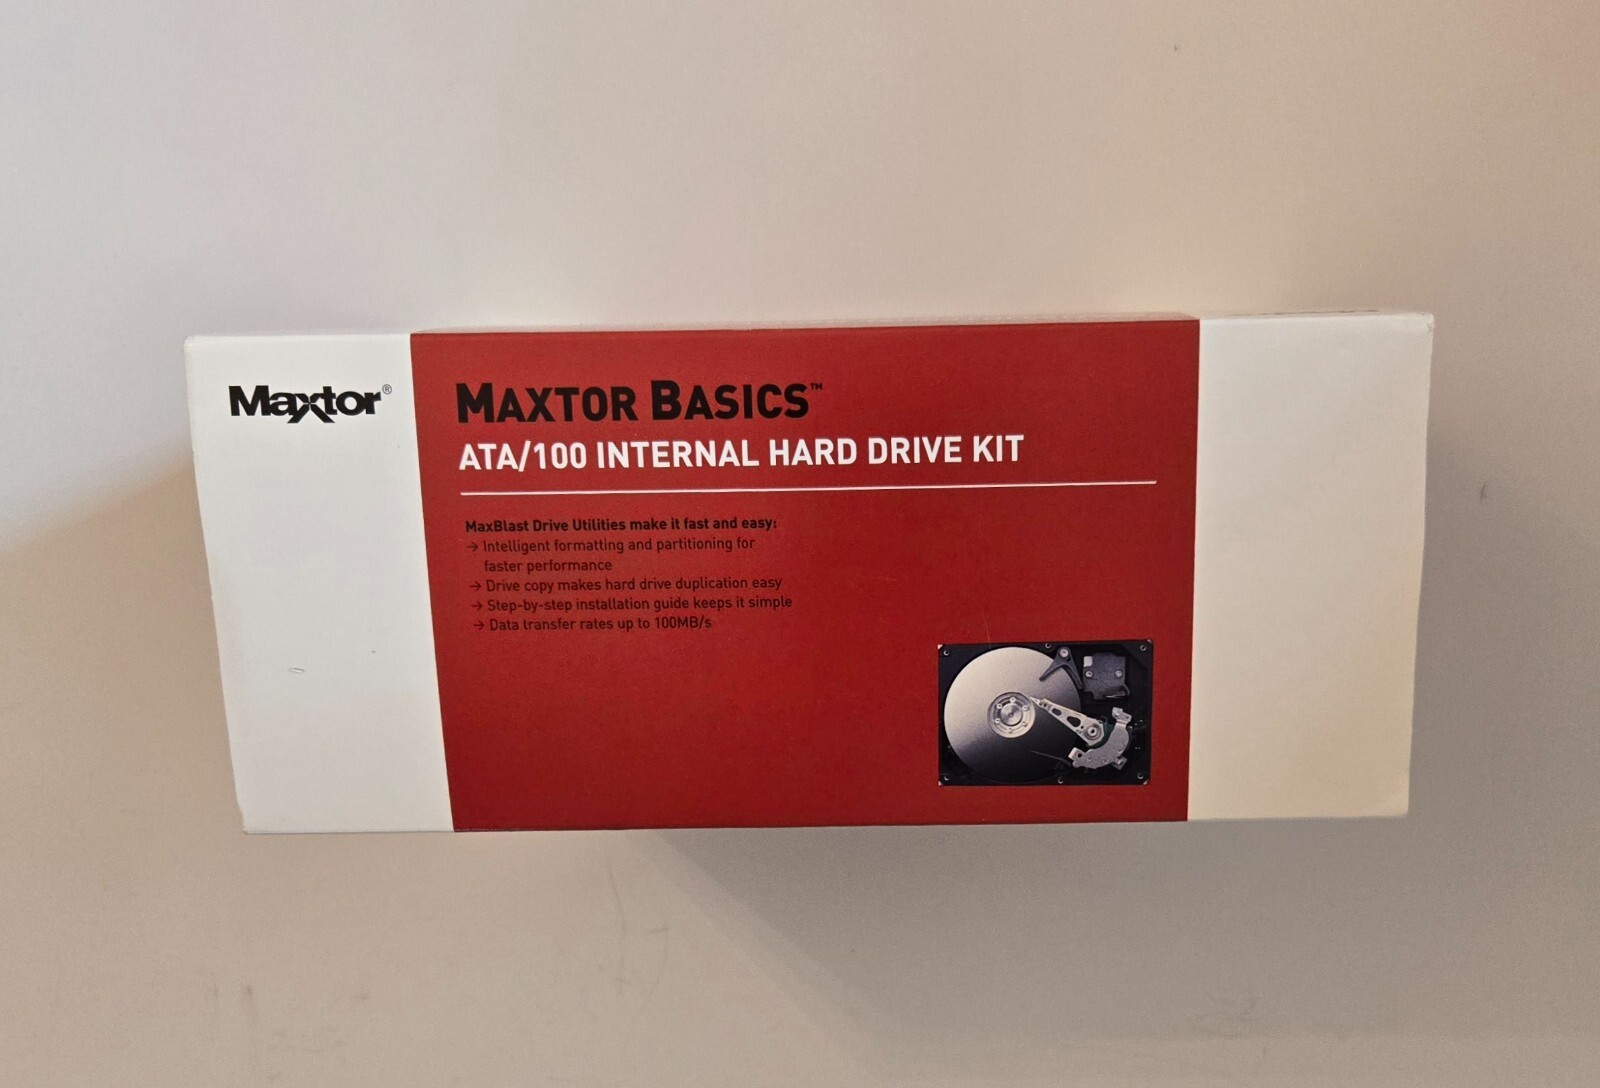 Maxtor®
MAXTOR BASICS™
ATA/100 INTERNAL HARD DRIVE KIT
MaxBlast Drive Utilities make it fast and easy:
→ Intelligent formatting and partitioning for
faster performance
→ Drive copy makes hard drive duplication easy
→ Step-by-step installation guide keeps it simple
→ Data transfer rates up to 100MB/s